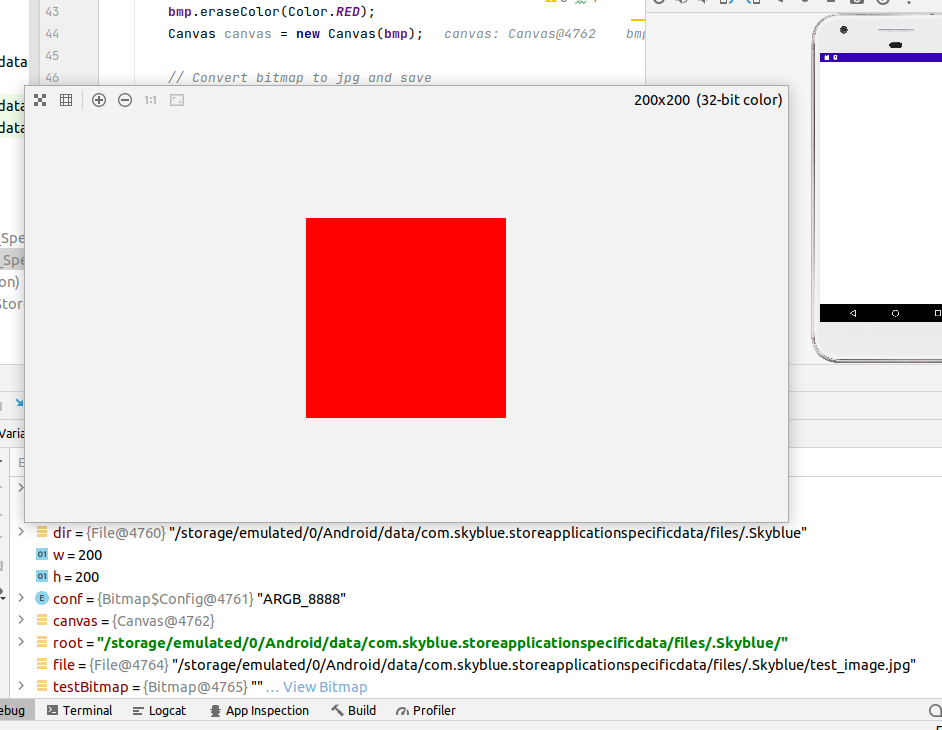 43 bmp.eraseColor(Color.RED);
44 Canvas canvas = new Canvas(bmp); canvas: Canvas@4762 bmp
45
data
46 // Convert bitmap to jpg and save
200x200 (32-bit color)
1:1
data
data
_Spe
_Spe
on)
Stor
Varia
E
dir = {File@4760} "/storage/emulated/0/Android/data/com.skyblue.storeapplicationspecificdata/files/.Skyblue"
01 w = 200
01 h = 200
E conf = {Bitmap$Config@4761} "ARGB_8888"
canvas = {Canvas@4762}
root = "/storage/emulated/0/Android/data/com.skyblue.storeapplicationspecificdata/files/.Skyblue/"
file = {File@4764} "/storage/emulated/0/Android/data/com.skyblue.storeapplicationspecificdata/files/.Skyblue/test_image.jpg"
testBitmap = {Bitmap@4765} "" ... View Bitmap
ebug Terminal Logcat App Inspection Build Profiler